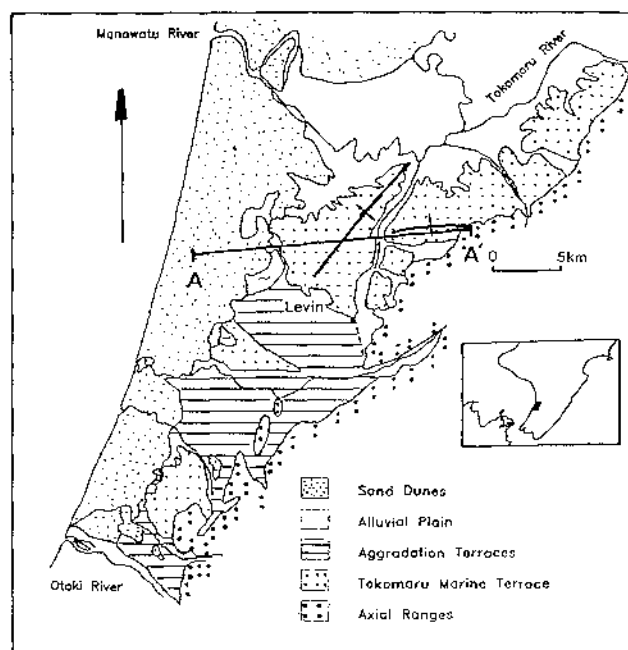 Manawatu River
Tokomaru River
A
A'
0 5km
Levin
Sand Dunes
Alluvial Plain
Aggradation Terraces
Tokomaru Marine Terrace
Otaki River
Axial Ranges